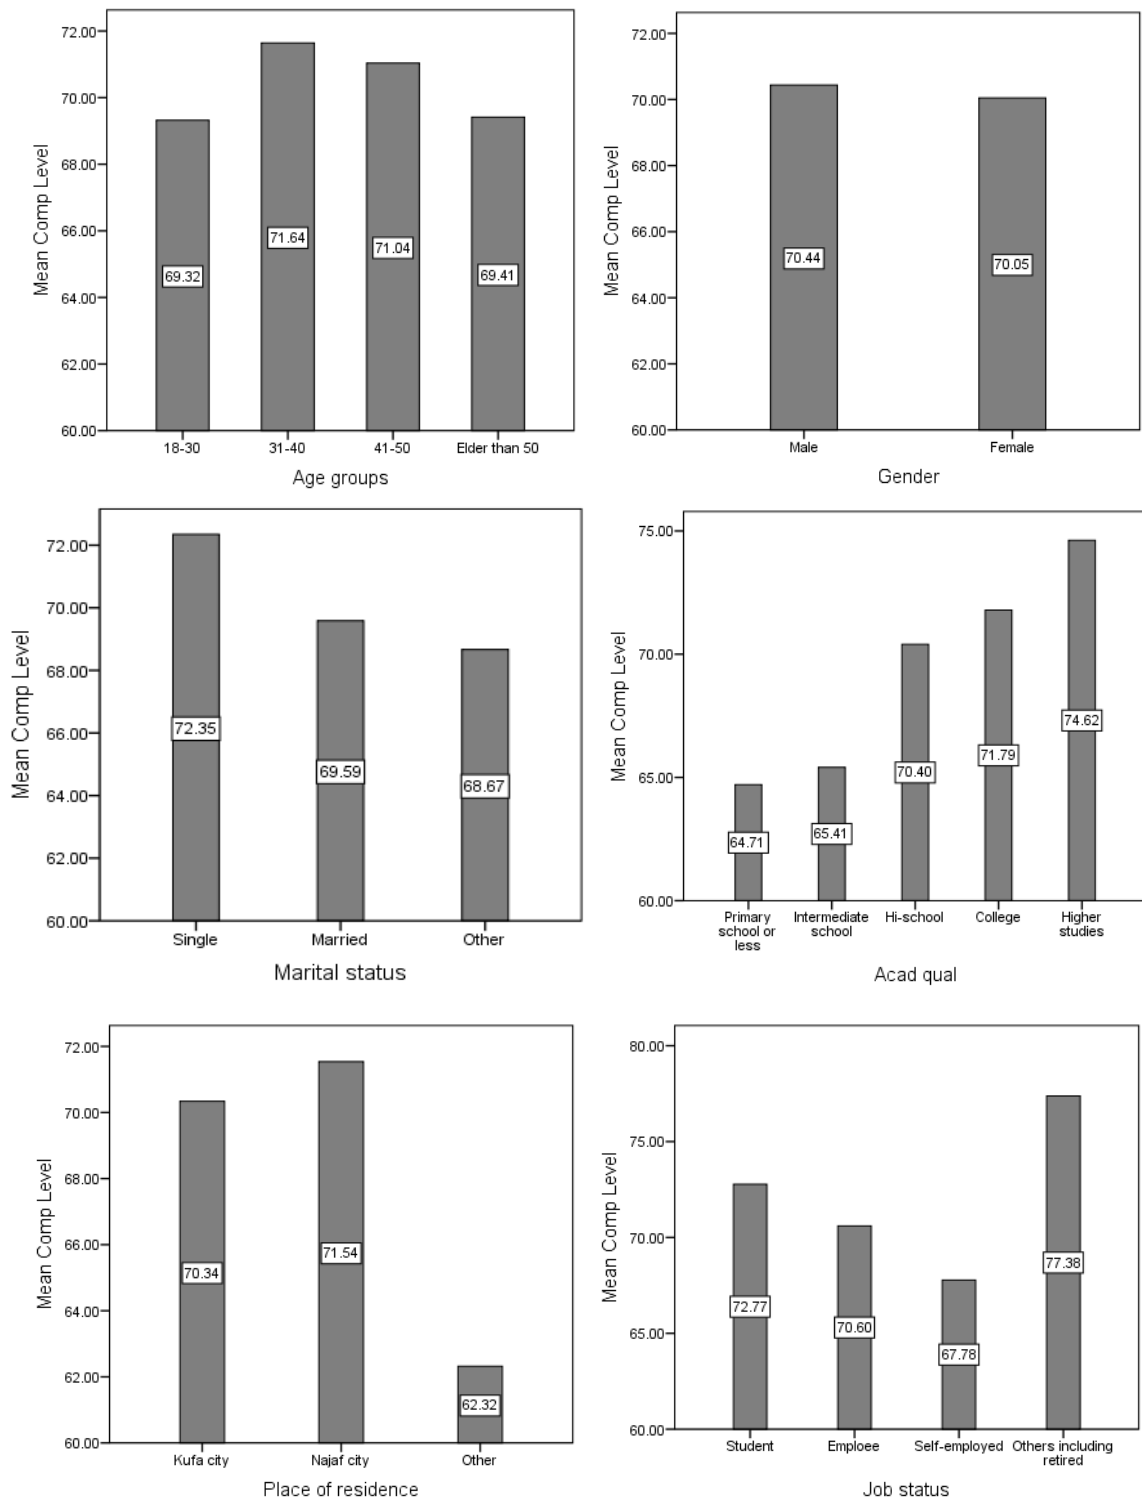 72.00
70.00
68.00
66.00
64.00
62.00
60.00
Mean Comp Level
69.32
71.64
71.04
69.41
18-30
31-40
41-50
Elder than 50
Age groups
72.00
70.00
68.00
66.00
64.00
62.00
60.00
Mean Comp Level
70.44
70.05
Male
Female
Gender
72.00
70.00
68.00
66.00
64.00
62.00
60.00
Mean Comp Level
72.35
69.59
68.67
Single
Married
Other
Marital status
75.00
70.00
65.00
60.00
Mean Comp Level
64.71
65.41
70.40
71.79
74.62
Primary
school or
less
Intermediate
school
Hi-school
College
Higher
studies
Acad qual
72.00
70.00
68.00
66.00
64.00
62.00
60.00
Mean Comp Level
70.34
71.54
62.32
Kufa city
Najaf city
Other
Place of residence
80.00
75.00
70.00
65.00
60.00
Mean Comp Level
72.77
70.60
67.78
77.38
Student
Emploee
Self-employed
Others including
retired
Job status